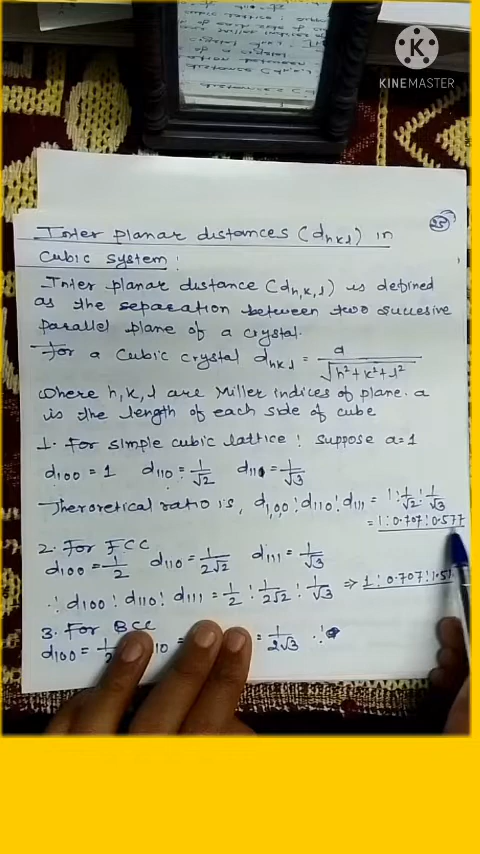 KINEMASTER
25
Inter planar distances (dhkl) in
Cubic system:
Inter planar distance (dh,k,l) is defined
as the separation between two succesive
parallel plane of a crystal.
For a cubic crystal dhkl = a/√h²+k²+l²
where h, k, l are Miller indices of plane. a
is the length of each side of cube
1. For simple cubic lattice: suppose a=1
d100 = 1 d110 = 1/√2 d111 = 1/√3
Theroretical ratio is, d100 : d110 : d111 = 1 : 1/√2 : 1/√3
= 1 : 0.707 : 0.577
2. For FCC
d100 = 1/2 d110 = 1/2√2 d111 = 1/√3
∴ d100 : d110 : d111 = 1/2 : 1/2√2 : 1/√3 ⇒ 1 : 0.707 :
3. For BCC
d100 = = 1/2√3 ∴